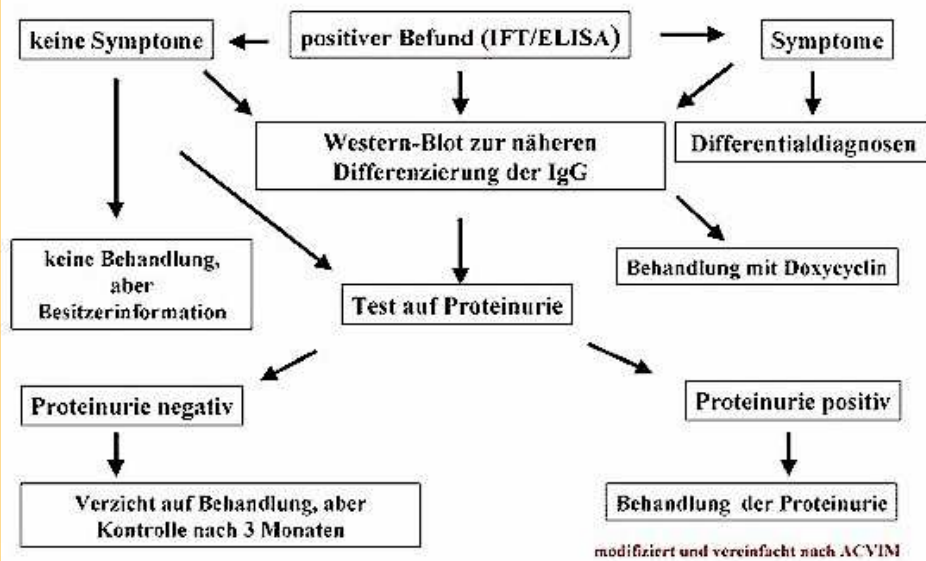 keine Symptome
positiver Befund (IFT/ELISA)
Symptome
Western-Blot zur näheren
Differenzierung der IgG
Differentialdiagnosen
keine Behandlung,
aber
Besitzerinformation
Behandlung mit Doxycyclin
Test auf Proteinurie
Proteinurie negativ
Proteinurie positiv
Verzicht auf Behandlung, aber
Kontrolle nach 3 Monaten
Behandlung der Proteinurie
modifiziert und vereinfacht nach ACVIM